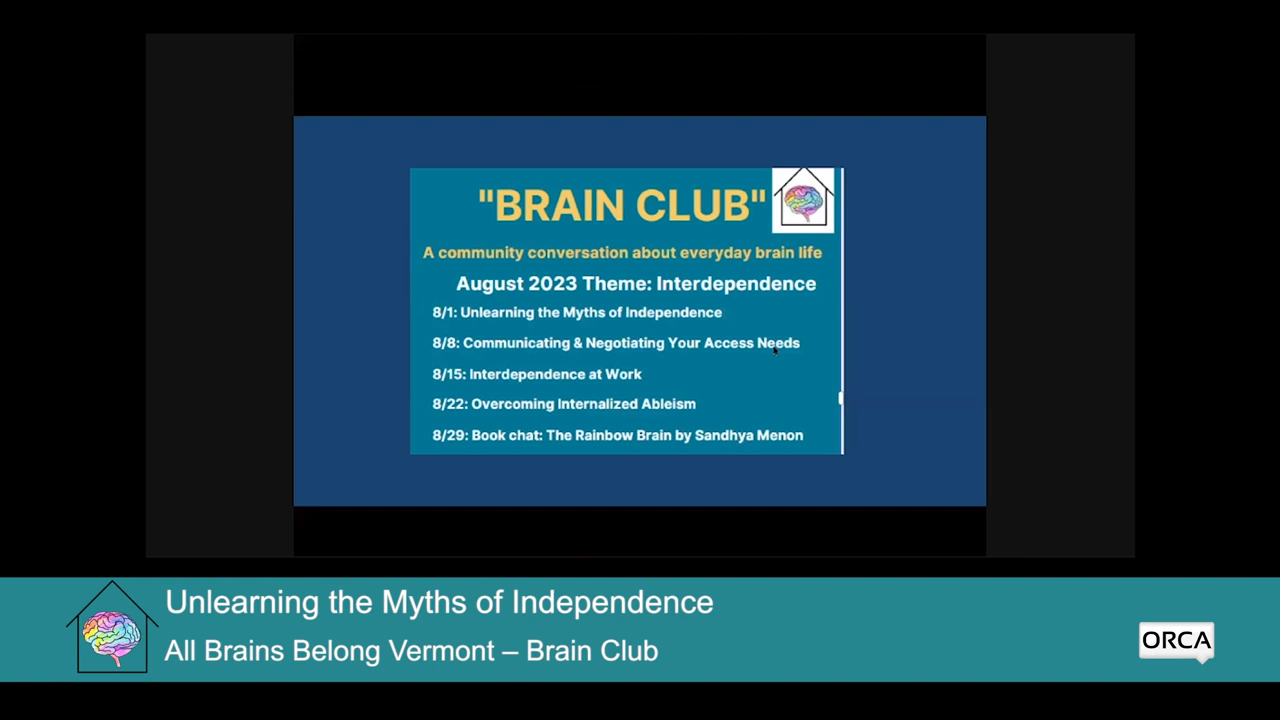 "BRAIN CLUB"
A community conversation about everyday brain life
August 2023 Theme: Interdependence
8/1: Unlearning the Myths of Independence
8/8: Communicating & Negotiating Your Access Needs
8/15: Interdependence at Work
8/22: Overcoming Internalized Ableism
8/29: Book chat: The Rainbow Brain by Sandhya Menon
Unlearning the Myths of Independence
All Brains Belong Vermont – Brain Club
ORCA